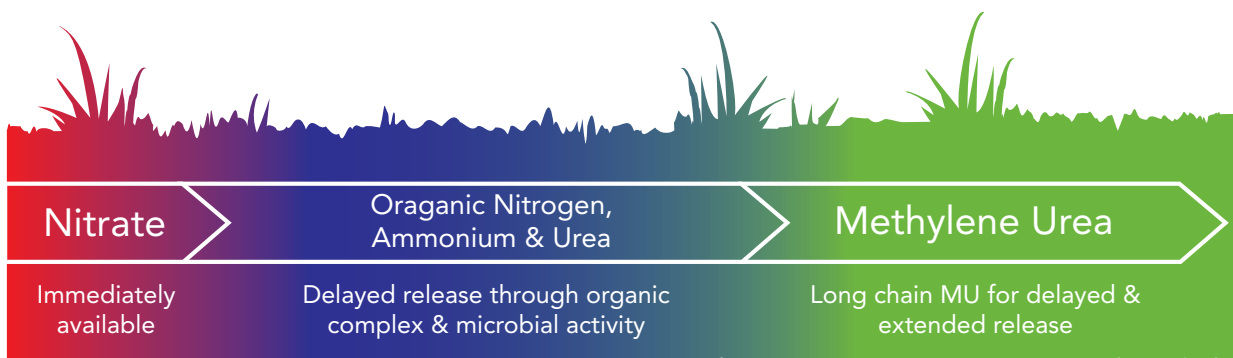 Nitrate
Oraganic Nitrogen,
Ammonium & Urea
Methylene Urea
Immediately
available
Delayed release through organic
complex & microbial activity
Long chain MU for delayed &
extended release